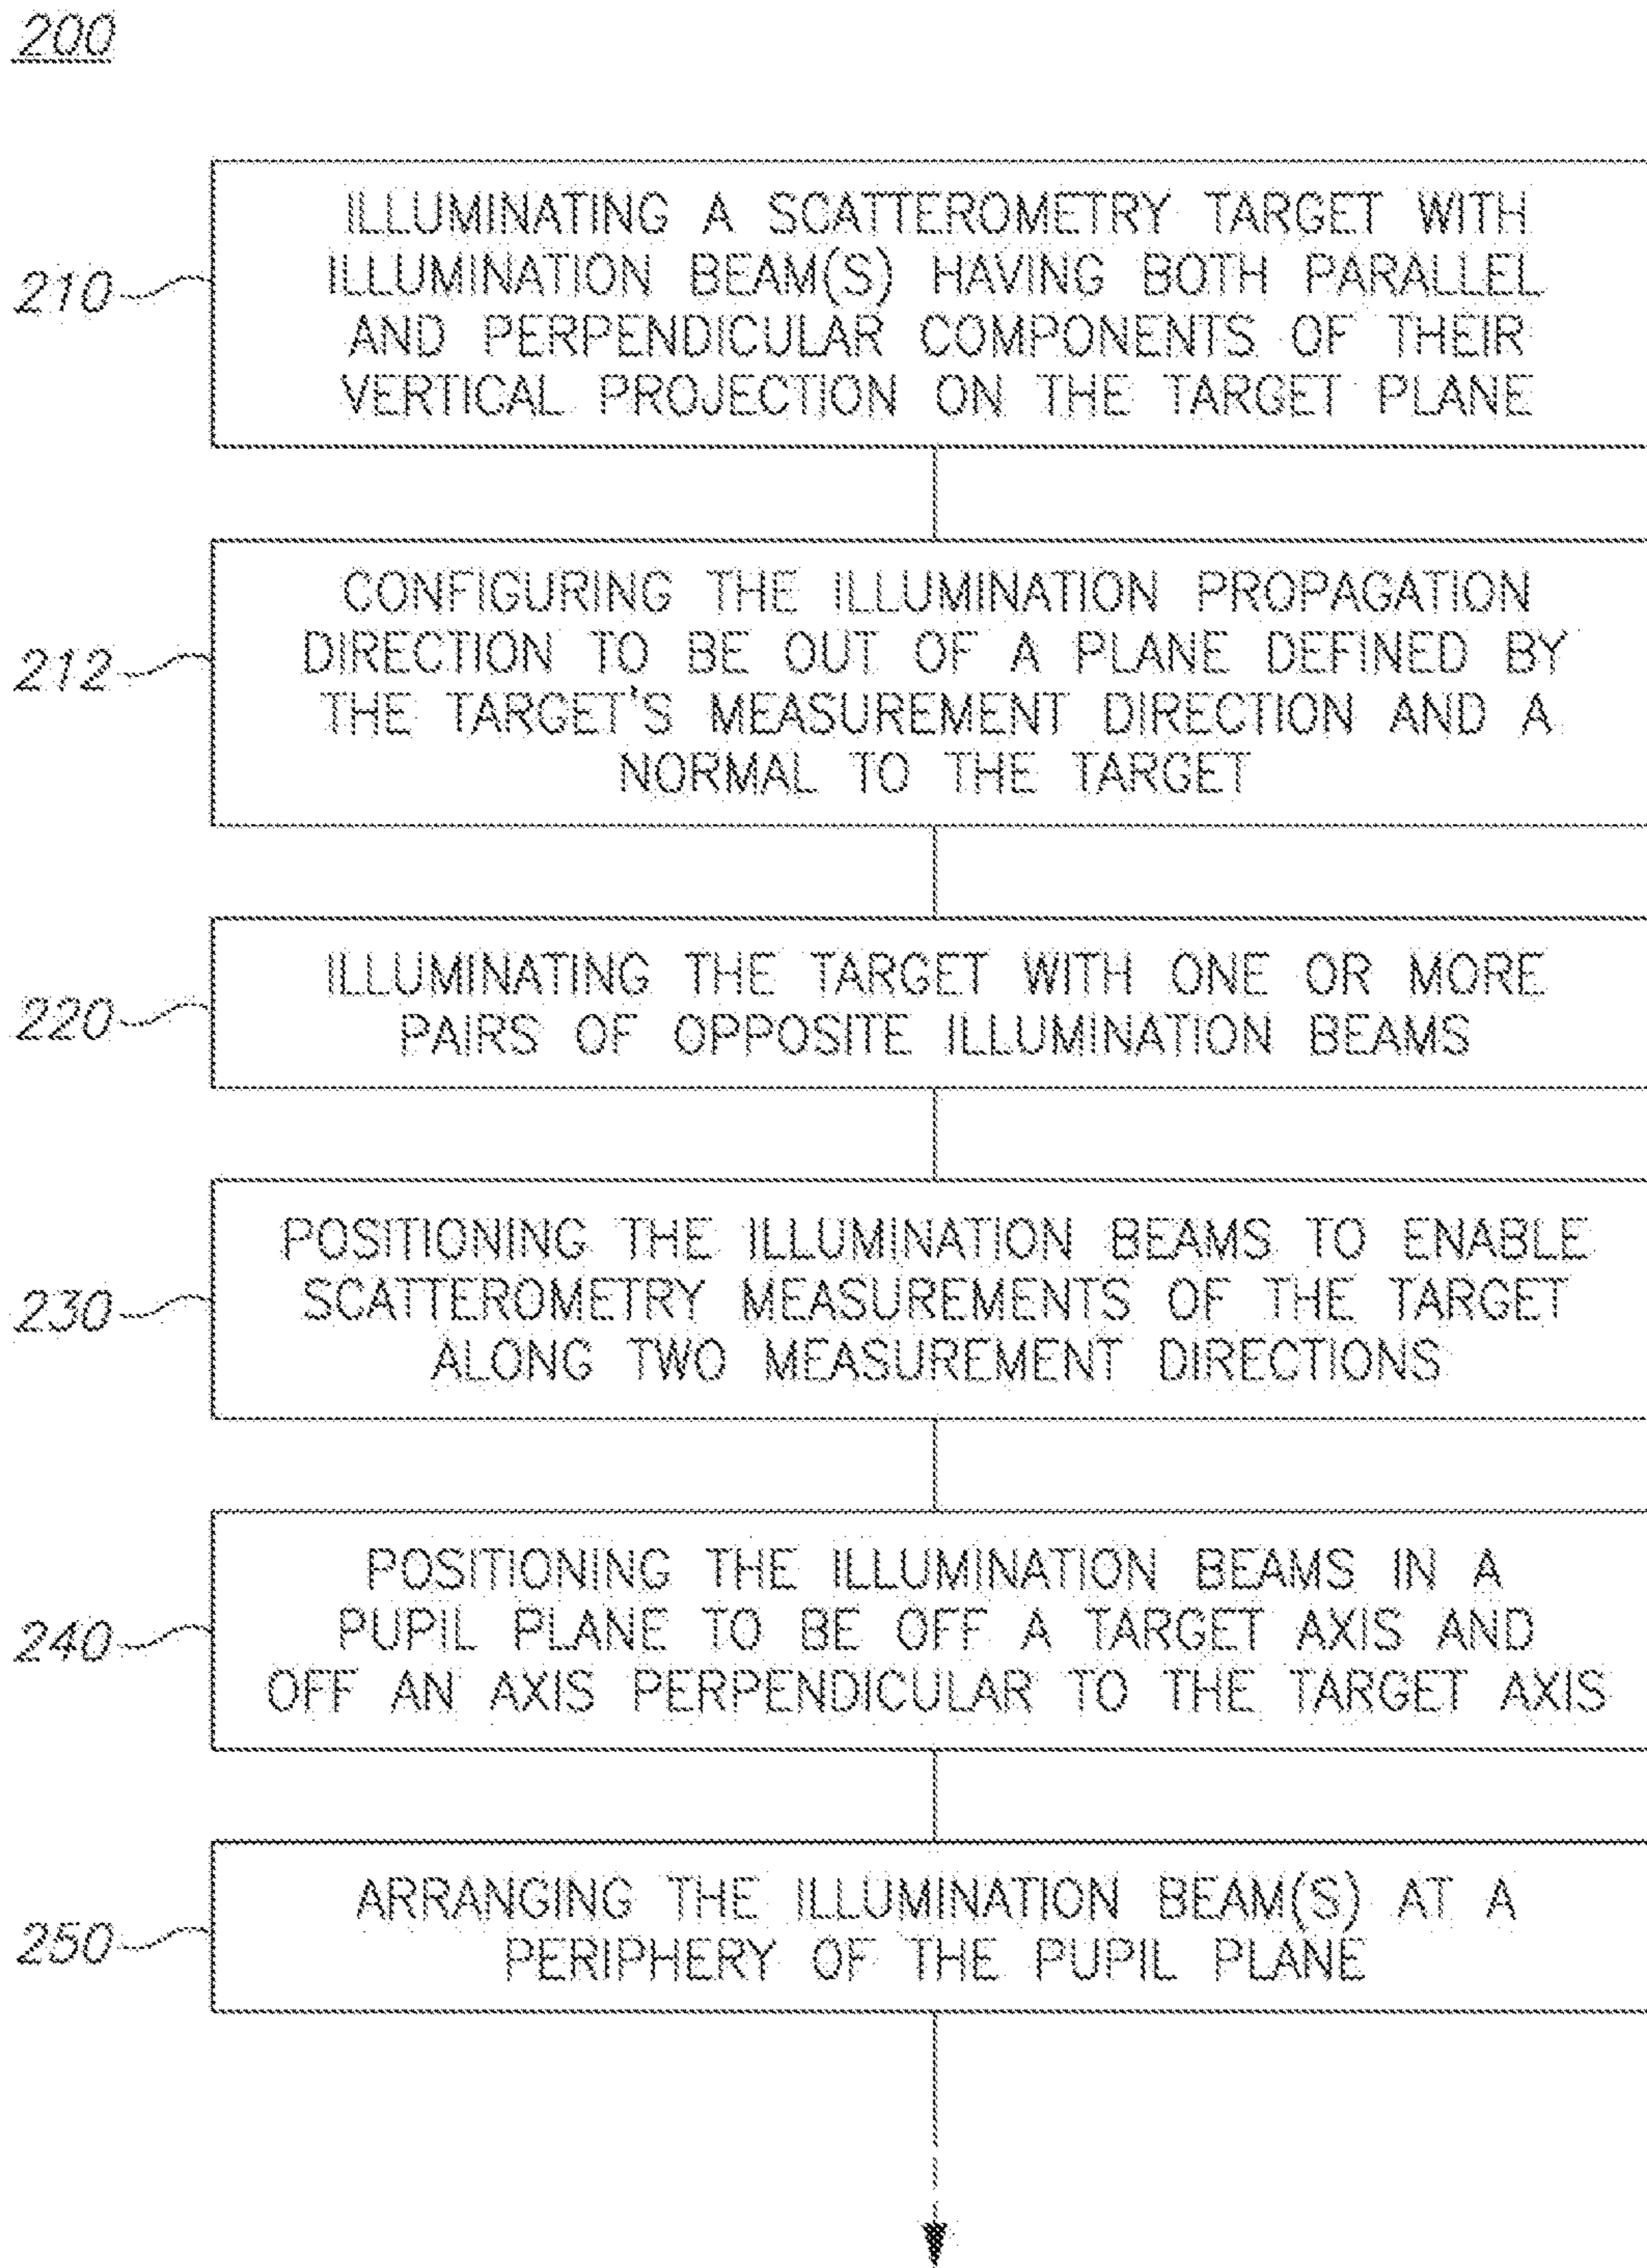 200
210
ILLUMINATING A SCATTEROMETRY TARGET WITH
ILLUMINATION BEAM(S) HAVING BOTH PARALLEL
AND PERPENDICULAR COMPONENTS OF THEIR
VERTICAL PROJECTION ON THE TARGET PLANE
212
CONFIGURING THE ILLUMINATION PROPAGATION
DIRECTION TO BE OUT OF A PLANE DEFINED BY
THE TARGET'S MEASUREMENT DIRECTION AND A
NORMAL TO THE TARGET
220
ILLUMINATING THE TARGET WITH ONE OR MORE
PAIRS OF OPPOSITE ILLUMINATION BEAMS
230
POSITIONING THE ILLUMINATION BEAMS TO ENABLE
SCATTEROMETRY MEASUREMENTS OF THE TARGET
ALONG TWO MEASUREMENT DIRECTIONS
240
POSITIONING THE ILLUMINATION BEAMS IN A
PUPIL PLANE TO BE OFF A TARGET AXIS AND
OFF AN AXIS PERPENDICULAR TO THE TARGET AXIS
250
ARRANGING THE ILLUMINATION BEAM(S) AT A
PERIPHERY OF THE PUPIL PLANE